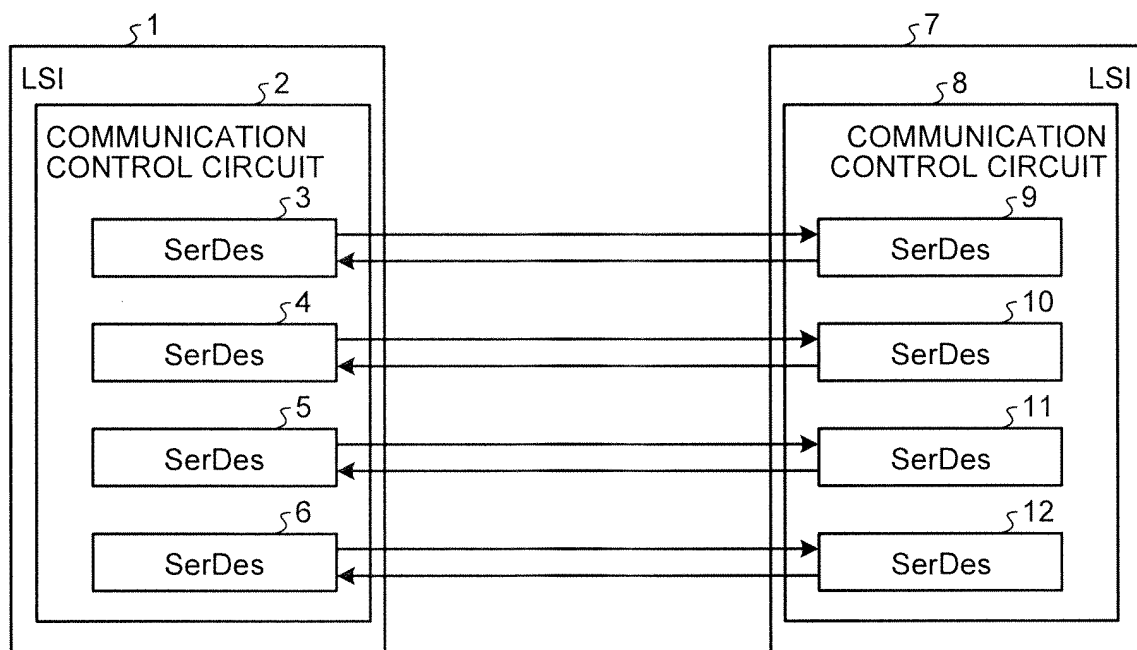 1
LSI
2
COMMUNICATION
CONTROL CIRCUIT
3
SerDes
4
SerDes
5
SerDes
6
SerDes
7
LSI
8
COMMUNICATION
CONTROL CIRCUIT
9
SerDes
10
SerDes
11
SerDes
12
SerDes